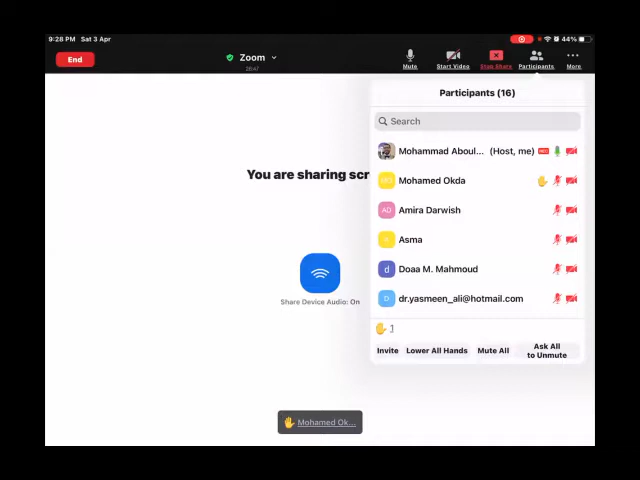 9:28 PM Sat 3 Apr
44%
End
Zoom
Mute
Start Video
Stop Share
Participants
More
Participants (16)
Search
You are sharing scr
Mohammad Aboul... (Host, me)
Mohamed Okda
AD Amira Darwish
Asma
d Doaa M. Mahmoud
D dr.yasmeen_ali@hotmail.com
Share Device Audio: On
Invite
Lower All Hands
Mute All
Ask All
to Unmute
Mohamed Ok...